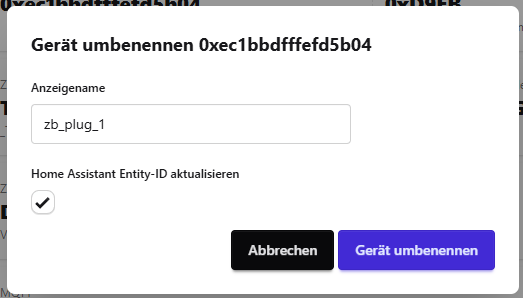 Gerät umbenennen 0xec1bbdfffefd5b04
Anzeigename
zb_plug_1
Home Assistant Entity-ID aktualisieren
Abbrechen
Gerät umbenennen